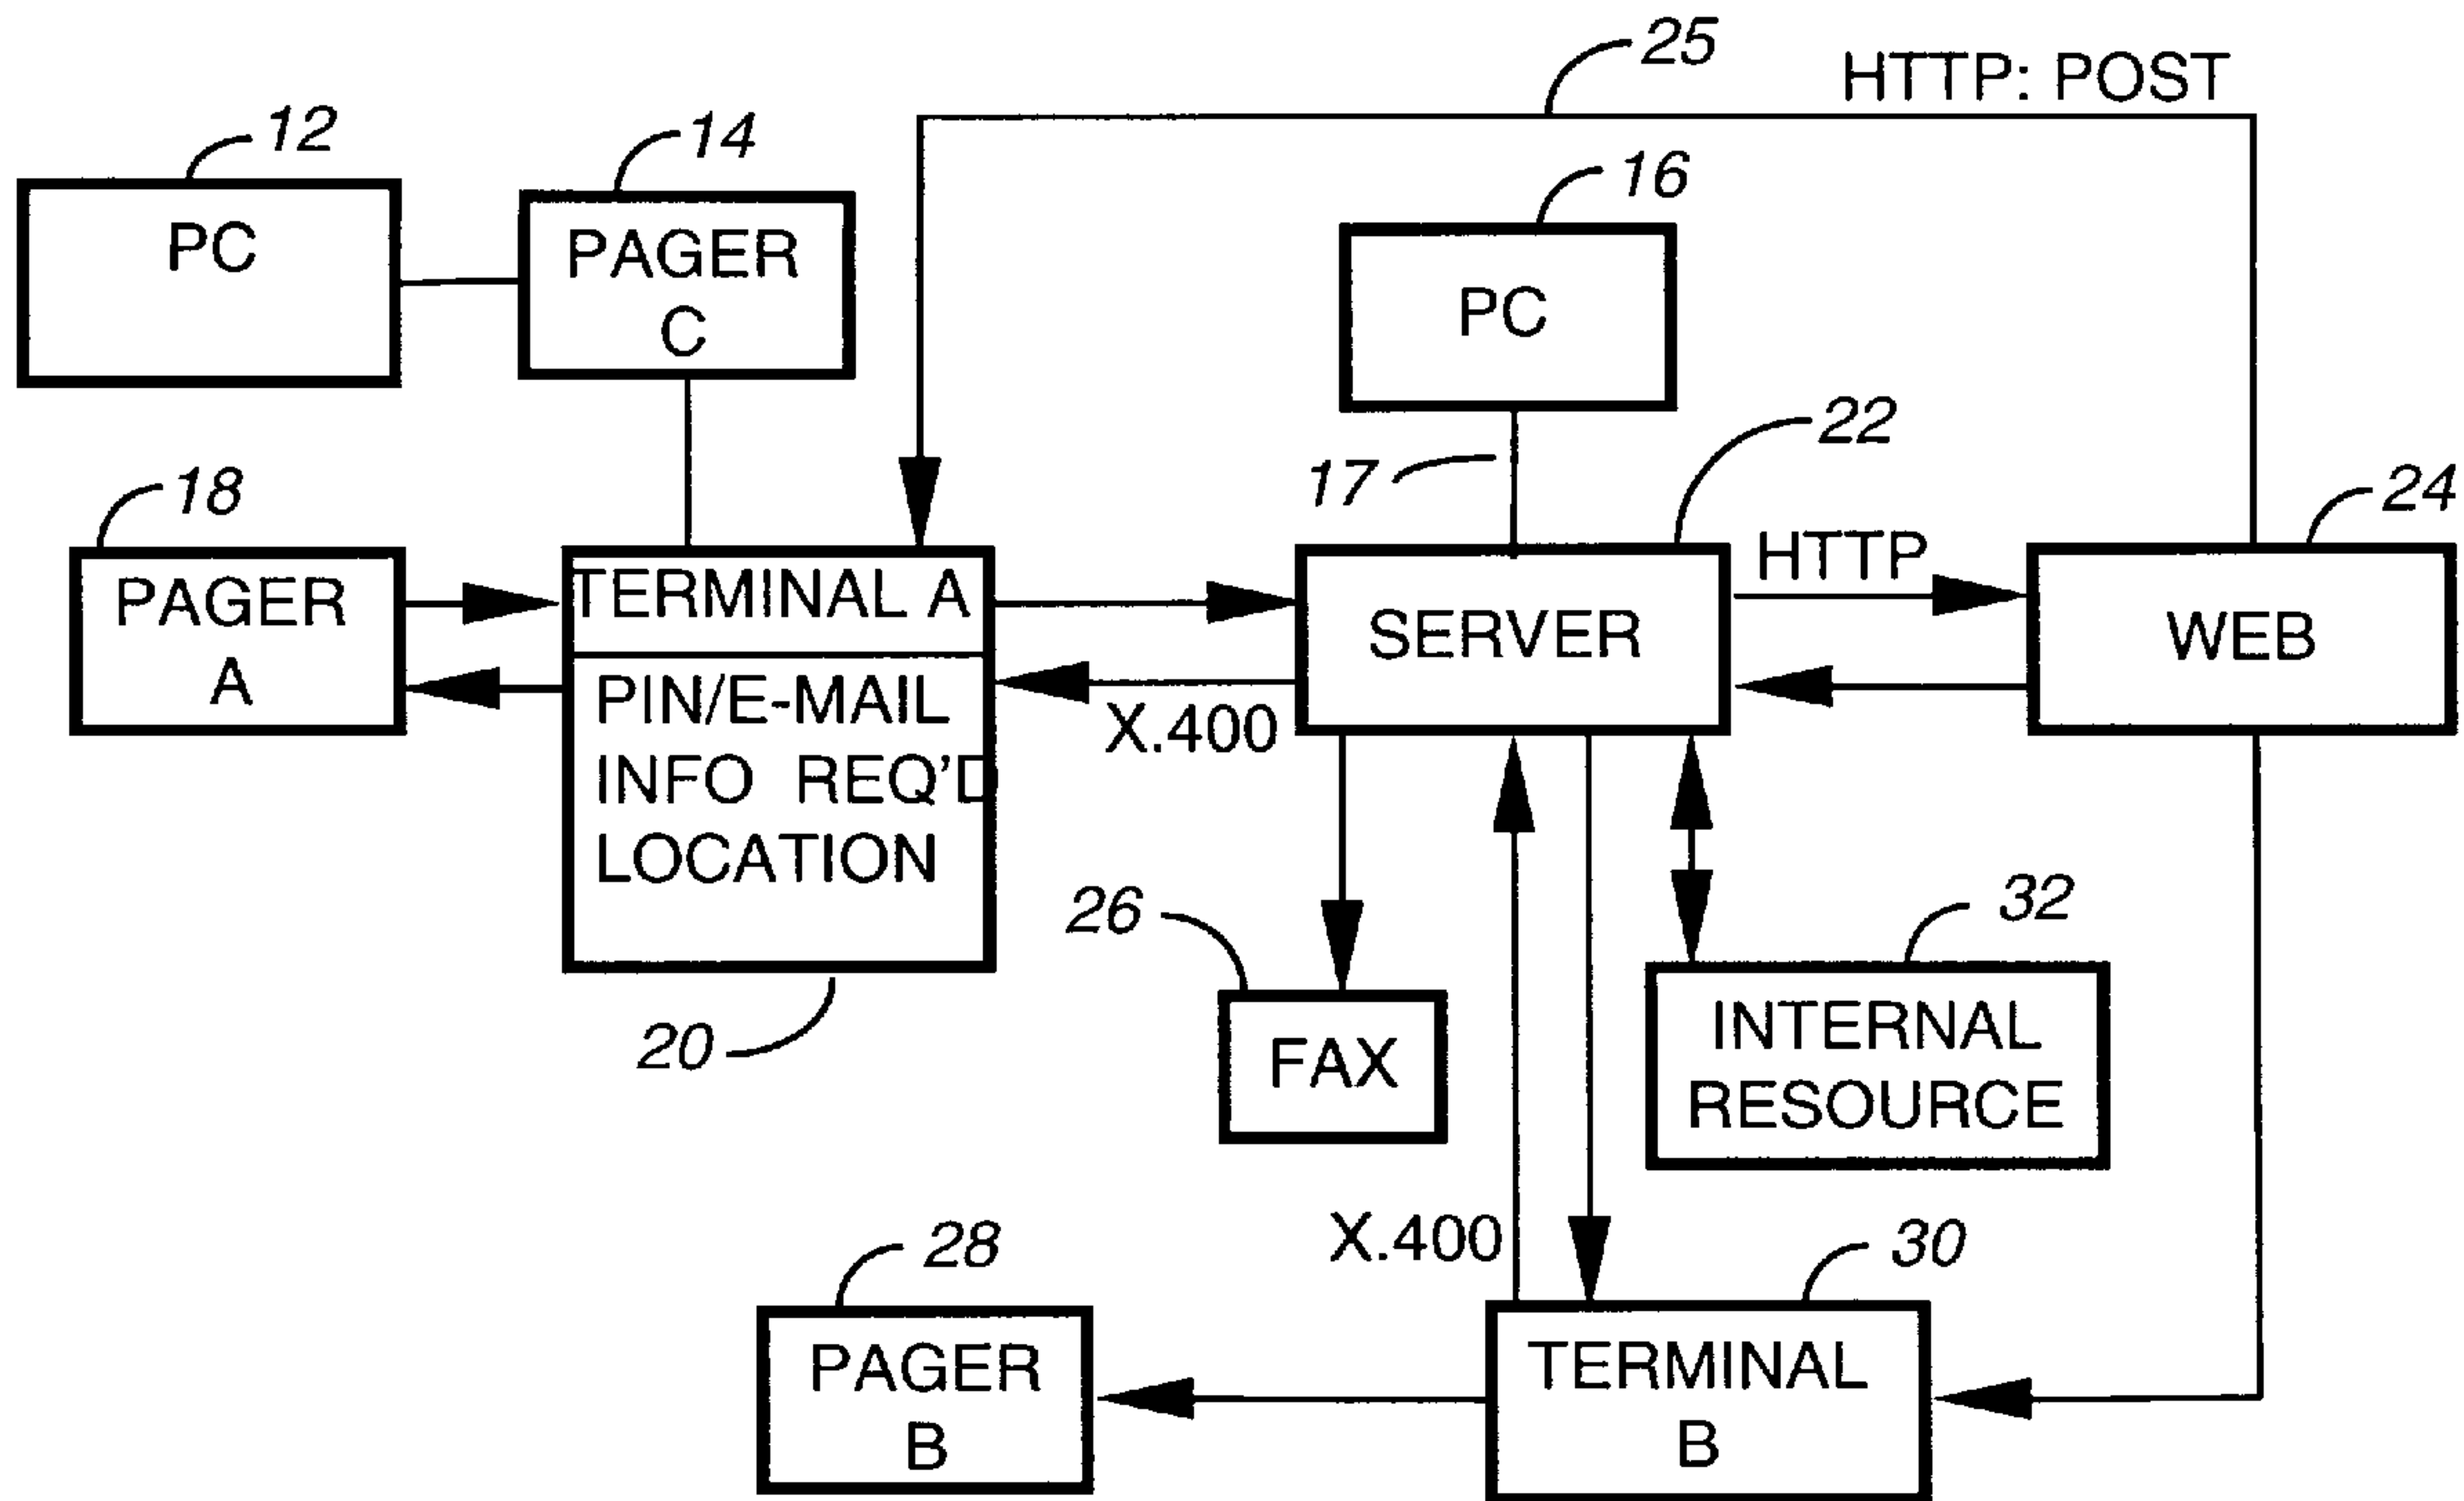 25
HTTP: POST
12
14
16
PC
PAGER
C
PC
22
17
18
24
PAGER
A
TERMINAL A
PIN/E-MAIL
INFO REQ'D
LOCATION
X.400
SERVER
HTTP
WEB
26
32
20
FAX
INTERNAL
RESOURCE
28
X.400
30
PAGER
B
TERMINAL
B